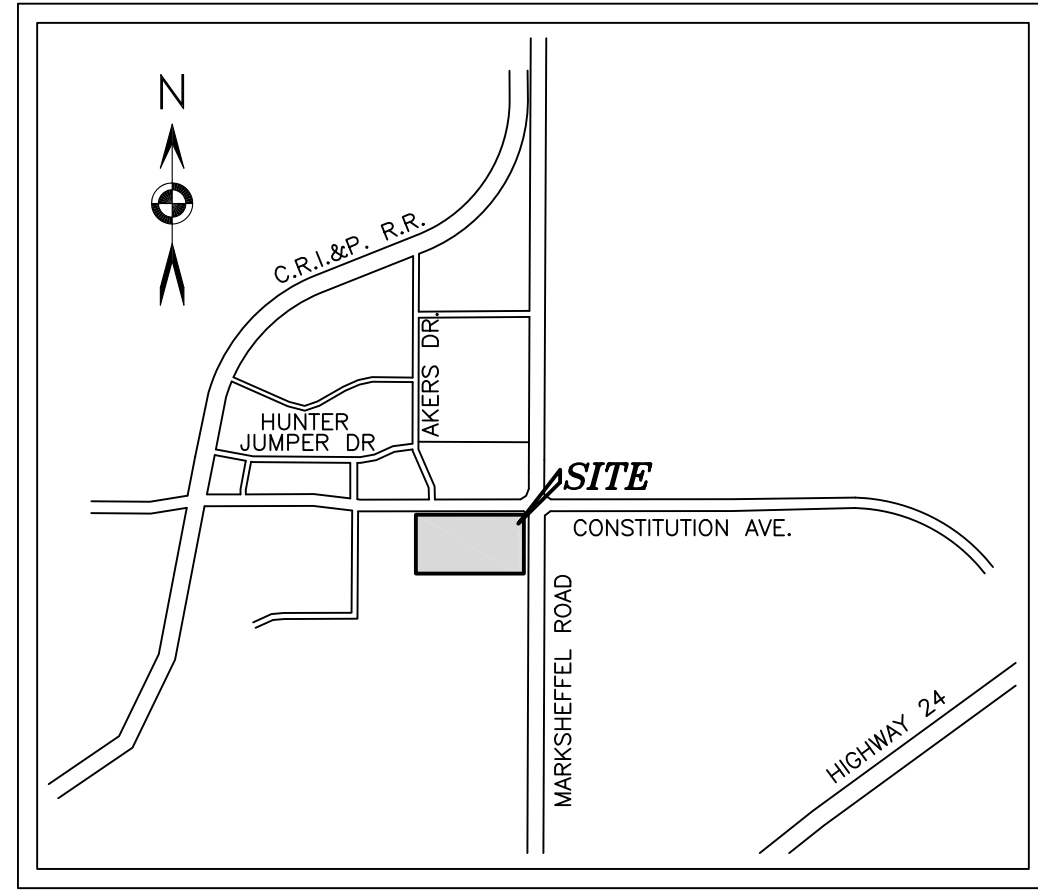 N
C.R.I.&P. R.R.
AKERS DR.
HUNTER
JUMPER DR
SITE
CONSTITUTION AVE.
MARKSHEFFEL ROAD
HIGHWAY 24